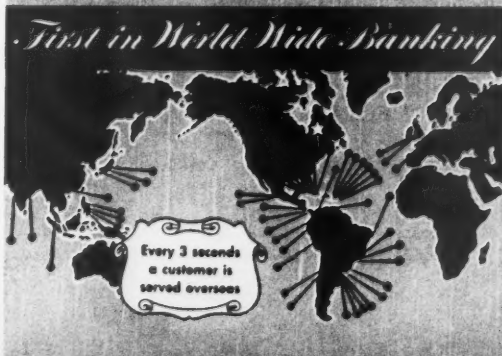 First in World Wide Banking
Every 3 seconds
a customer is
served overseas